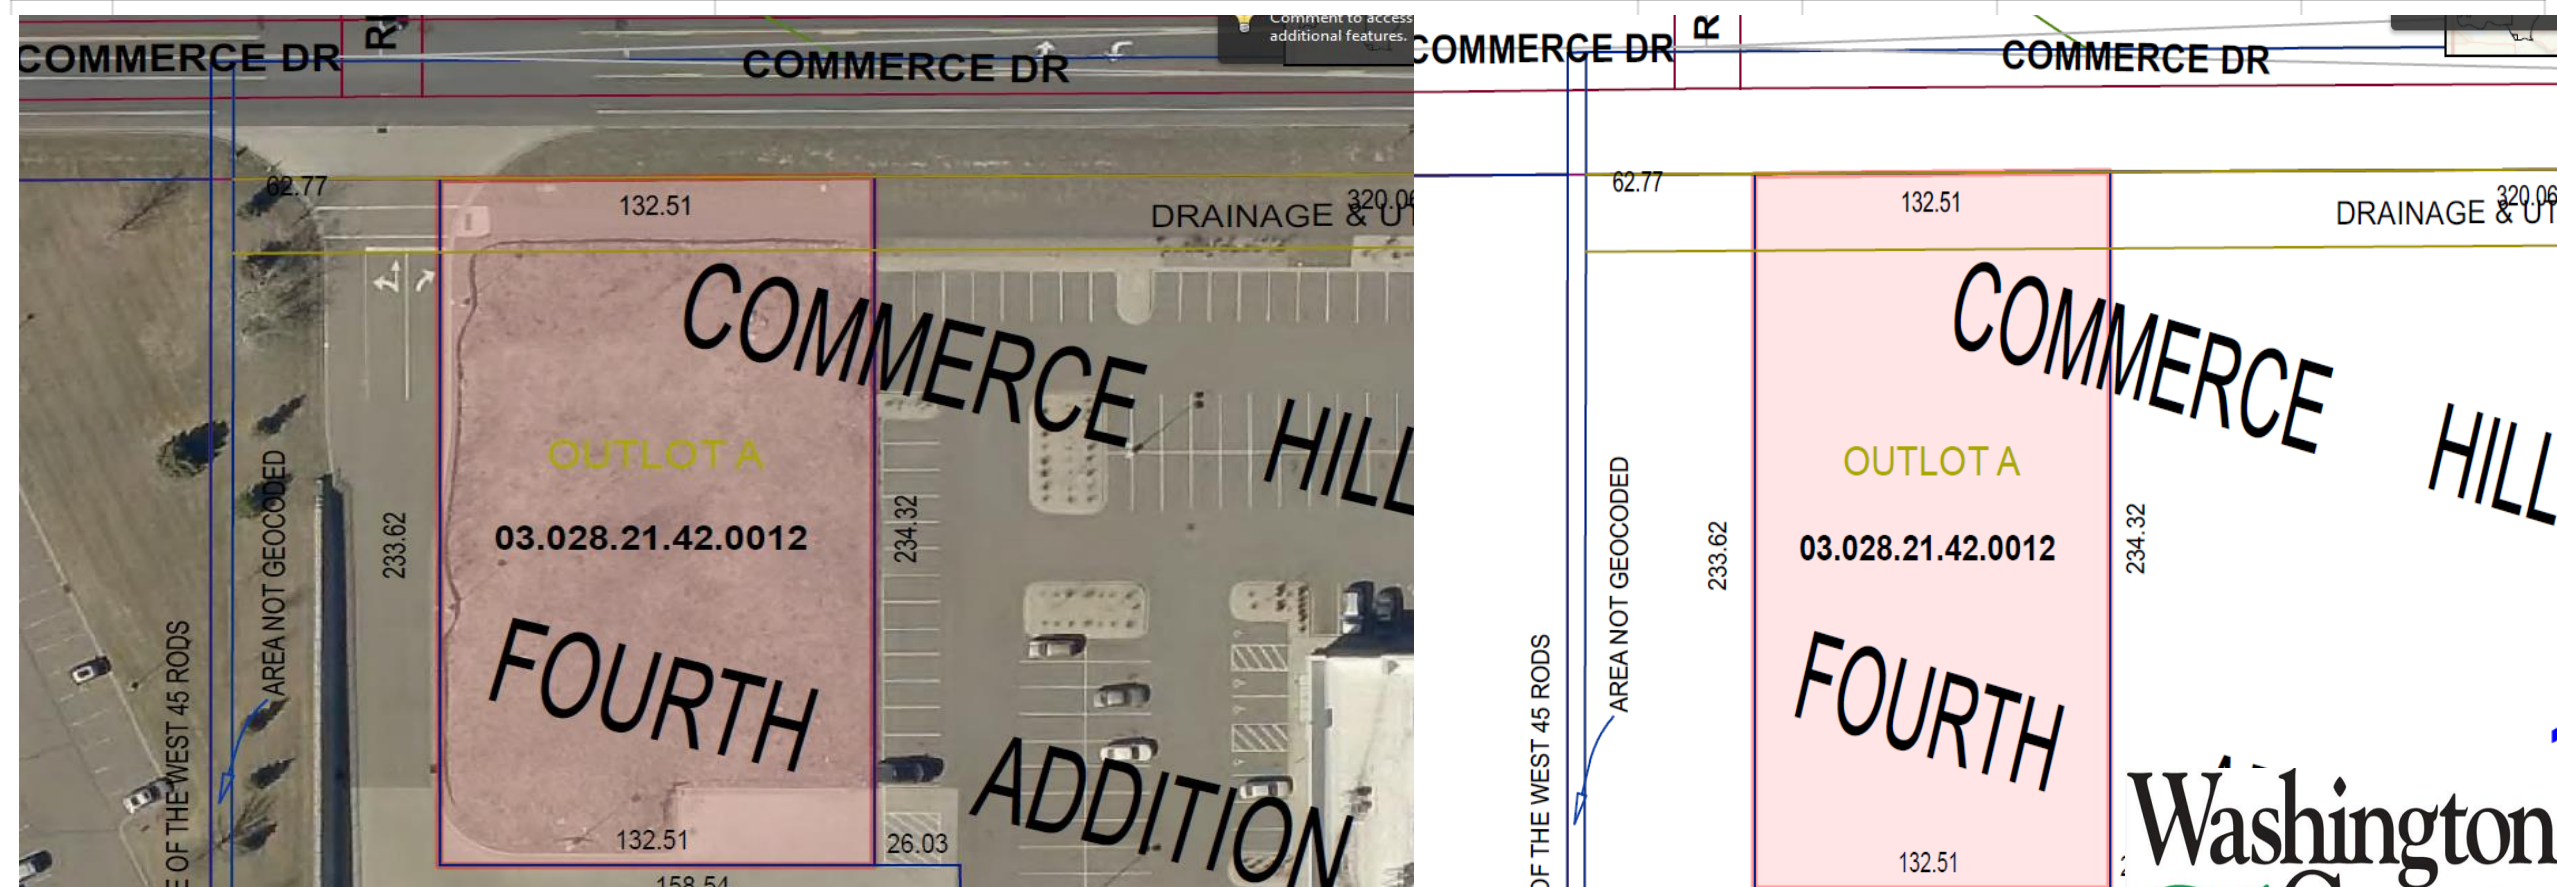 COMMERCE DR
R
COMMERCE DR
Comment to access
additional features.
62.77
132.51
320.06
DRAINAGE & UT
COMMERCE
HILL
OUTLOT A
03.028.21.42.0012
233.62
234.32
AREA NOT GEOCODED
E OF THE WEST 45 RODS
FOURTH
ADDITION
132.51
26.03
158.54
COMMERCE DR
R
COMMERCE DR
62.77
132.51
320.06
DRAINAGE & UT
COMMERCE
HILL
OUTLOT A
03.028.21.42.0012
233.62
234.32
AREA NOT GEOCODED
OF THE WEST 45 RODS
FOURTH
132.51
Washington